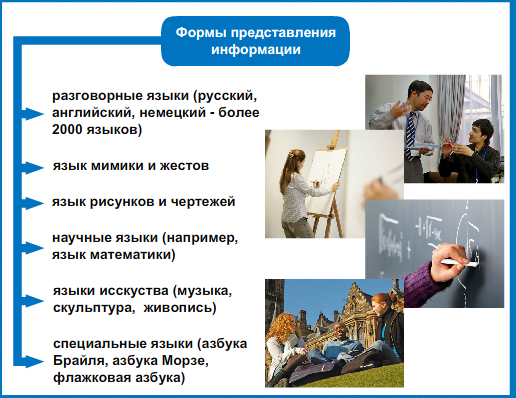 Формы представления
информации
разговорные языки (русский,
английский, немецкий - более
2000 языков)
язык мимики и жестов
язык рисунков и чертежей
научные языки (например,
язык математики)
языки исскуства (музыка,
скульптура, живопись)
специальные языки (азбука
Брайля, азбука Морзе,
флажковая азбука)